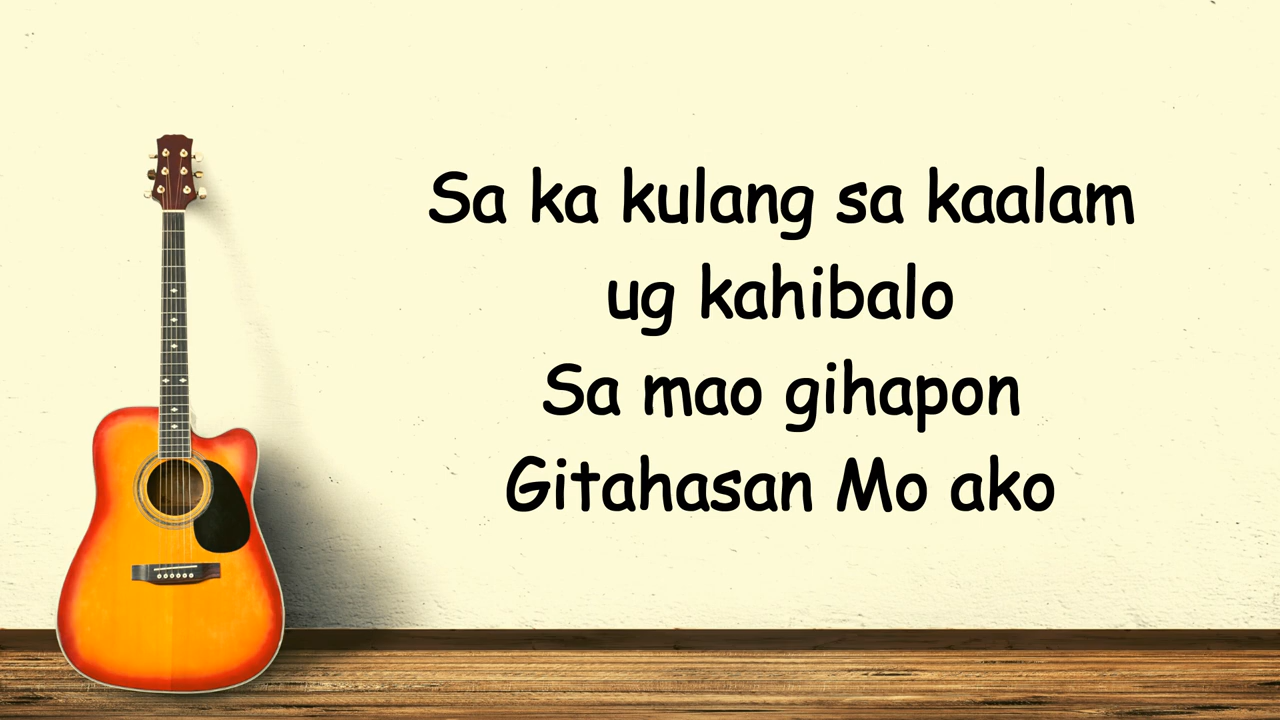 Sa ka kulang sa kaalam
ug kahibalo
Sa mao gihapon
Gitahasan Mo ako